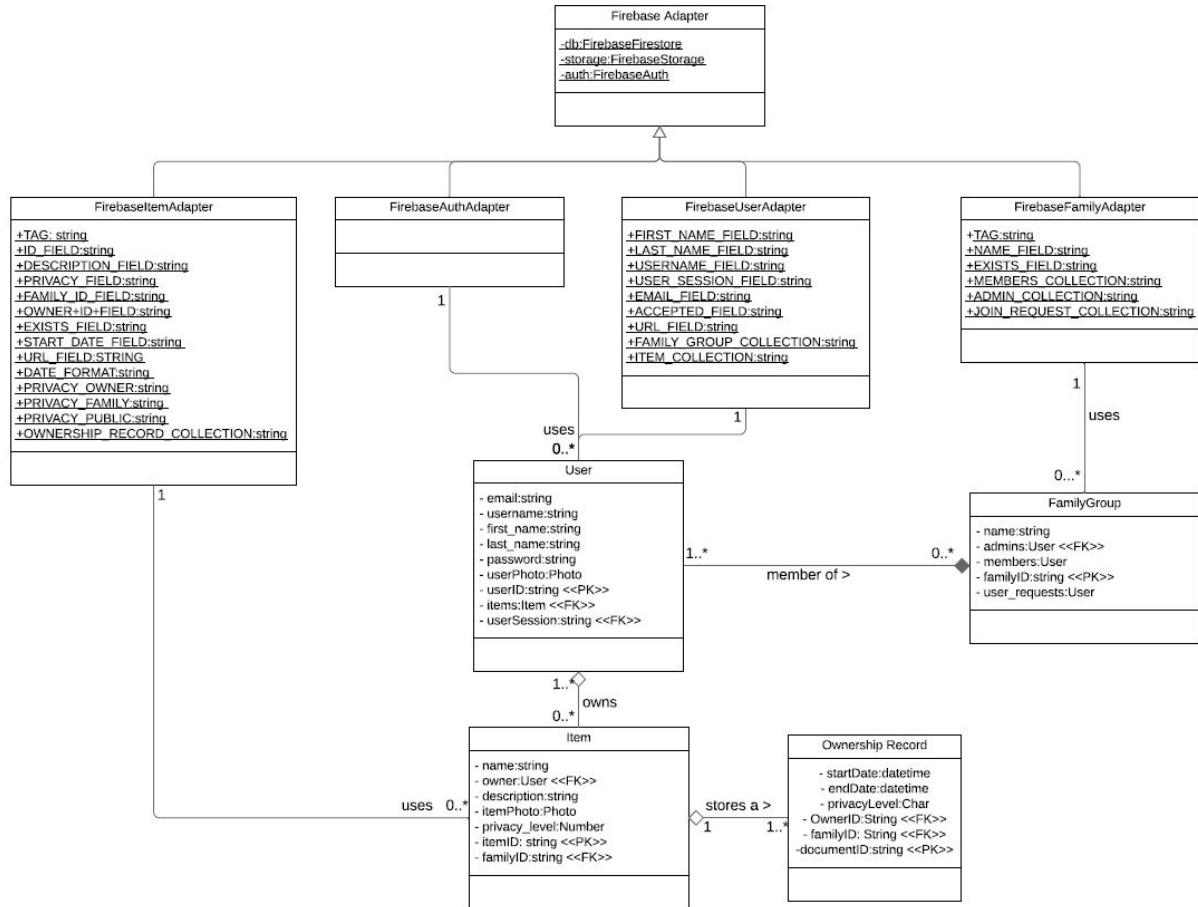 Firebase Adapter
-db:FirebaseFirestore
-storage:FirebaseStorage
-auth:FirebaseAuth
FirebaseItemAdapter
+TAG: string
+ID_FIELD:string
+DESCRIPTION_FIELD:string
+PRIVACY_FIELD:string
+FAMILY_ID_FIELD:string
+OWNER+ID+FIELD:string
+EXISTS_FIELD:string
+START_DATE_FIELD:string
+URL_FIELD:STRING
+DATE_FORMAT:string
+PRIVACY_OWNER:string
+PRIVACY_FAMILY:string
+PRIVACY_PUBLIC:string
+OWNERSHIP_RECORD_COLLECTION:string
1
FirebaseAuthAdapter
1
FirebaseUserAdapter
+FIRST_NAME_FIELD:string
+LAST_NAME_FIELD:string
+USERNAME_FIELD:string
+USER_SESSION_FIELD:string
+EMAIL_FIELD:string
+ACCEPTED_FIELD:string
+URL_FIELD:string
+FAMILY_GROUP_COLLECTION:string
+ITEM_COLLECTION:string
1
FirebaseFamilyAdapter
+TAG:string
+NAME_FIELD:string
+EXISTS_FIELD:string
+MEMBERS_COLLECTION:string
+ADMIN_COLLECTION:string
+JOIN_REQUEST_COLLECTION:string
1
uses
0...*
uses
0..*
User
- email:string
- username:string
- first_name:string
- last_name:string
- password:string
- userPhoto:Photo
- userID:string <<PK>>
- items:Item <<FK>>
- userSession:string <<FK>>
1..*
member of >
0..*
FamilyGroup
- name:string
- admins:User <<FK>>
- members:User
- familyID:string <<PK>>
- user_requests:User
1..*
owns
0..*
uses
0..*
Item
- name:string
- owner:User <<FK>>
- description:string
- itemPhoto:Photo
- privacy_level:Number
- itemID: string <<PK>>
- familyID:string <<FK>>
stores a >
1
1..*
Ownership Record
- startDate:datetime
- endDate:datetime
- privacyLevel:Char
- OwnerID:String <<FK>>
- familyID: String <<FK>>
-documentID:string <<PK>>